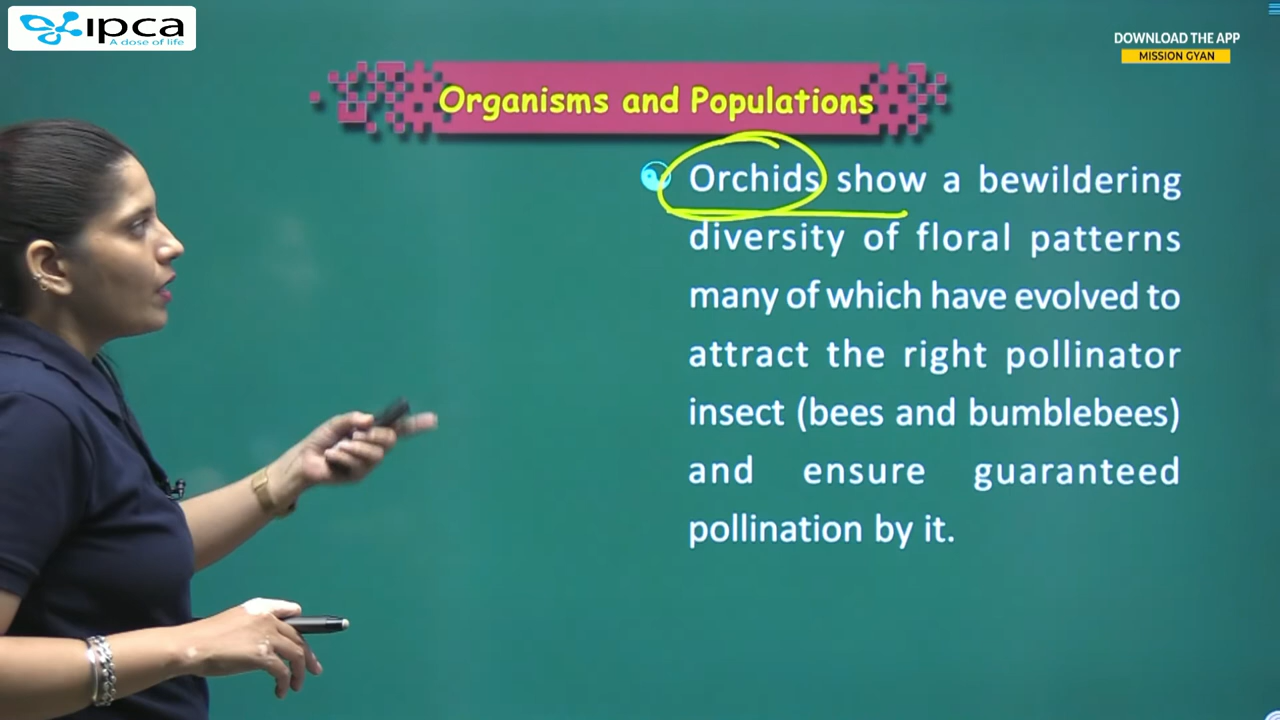 ipca
A dose of life
DOWNLOAD THE APP
MISSION GYAN
Organisms and Populations
Orchids show a bewildering
diversity of floral patterns
many of which have evolved to
attract the right pollinator
insect (bees and bumblebees)
and ensure guaranteed
pollination by it.